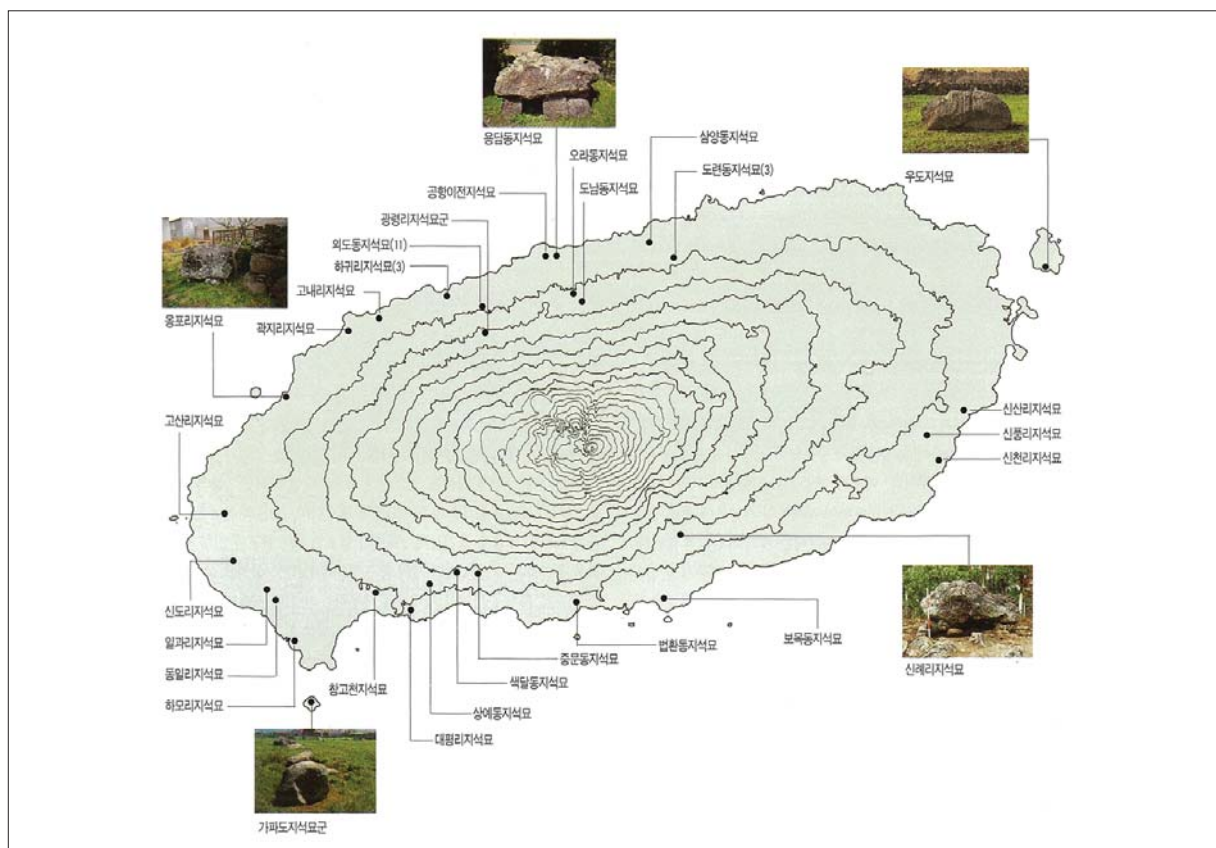 용담동지석묘
오라동지석묘
삼양동지석묘
도련동지석묘(3)
우도지석묘
도남동지석묘
공항이전지석묘
광령리지석묘군
외도동지석묘(11)
하귀리지석묘(3)
고내리지석묘
곽지리지석묘
옹포리지석묘
고산리지석묘
신산리지석묘
신풍리지석묘
신천리지석묘
신도리지석묘
일과리지석묘
동일리지석묘
하모리지석묘
창고천지석묘
대평리지석묘
상예동지석묘
색달동지석묘
중문동지석묘
법환동지석묘
보목동지석묘
신례리지석묘
가파도지석묘군